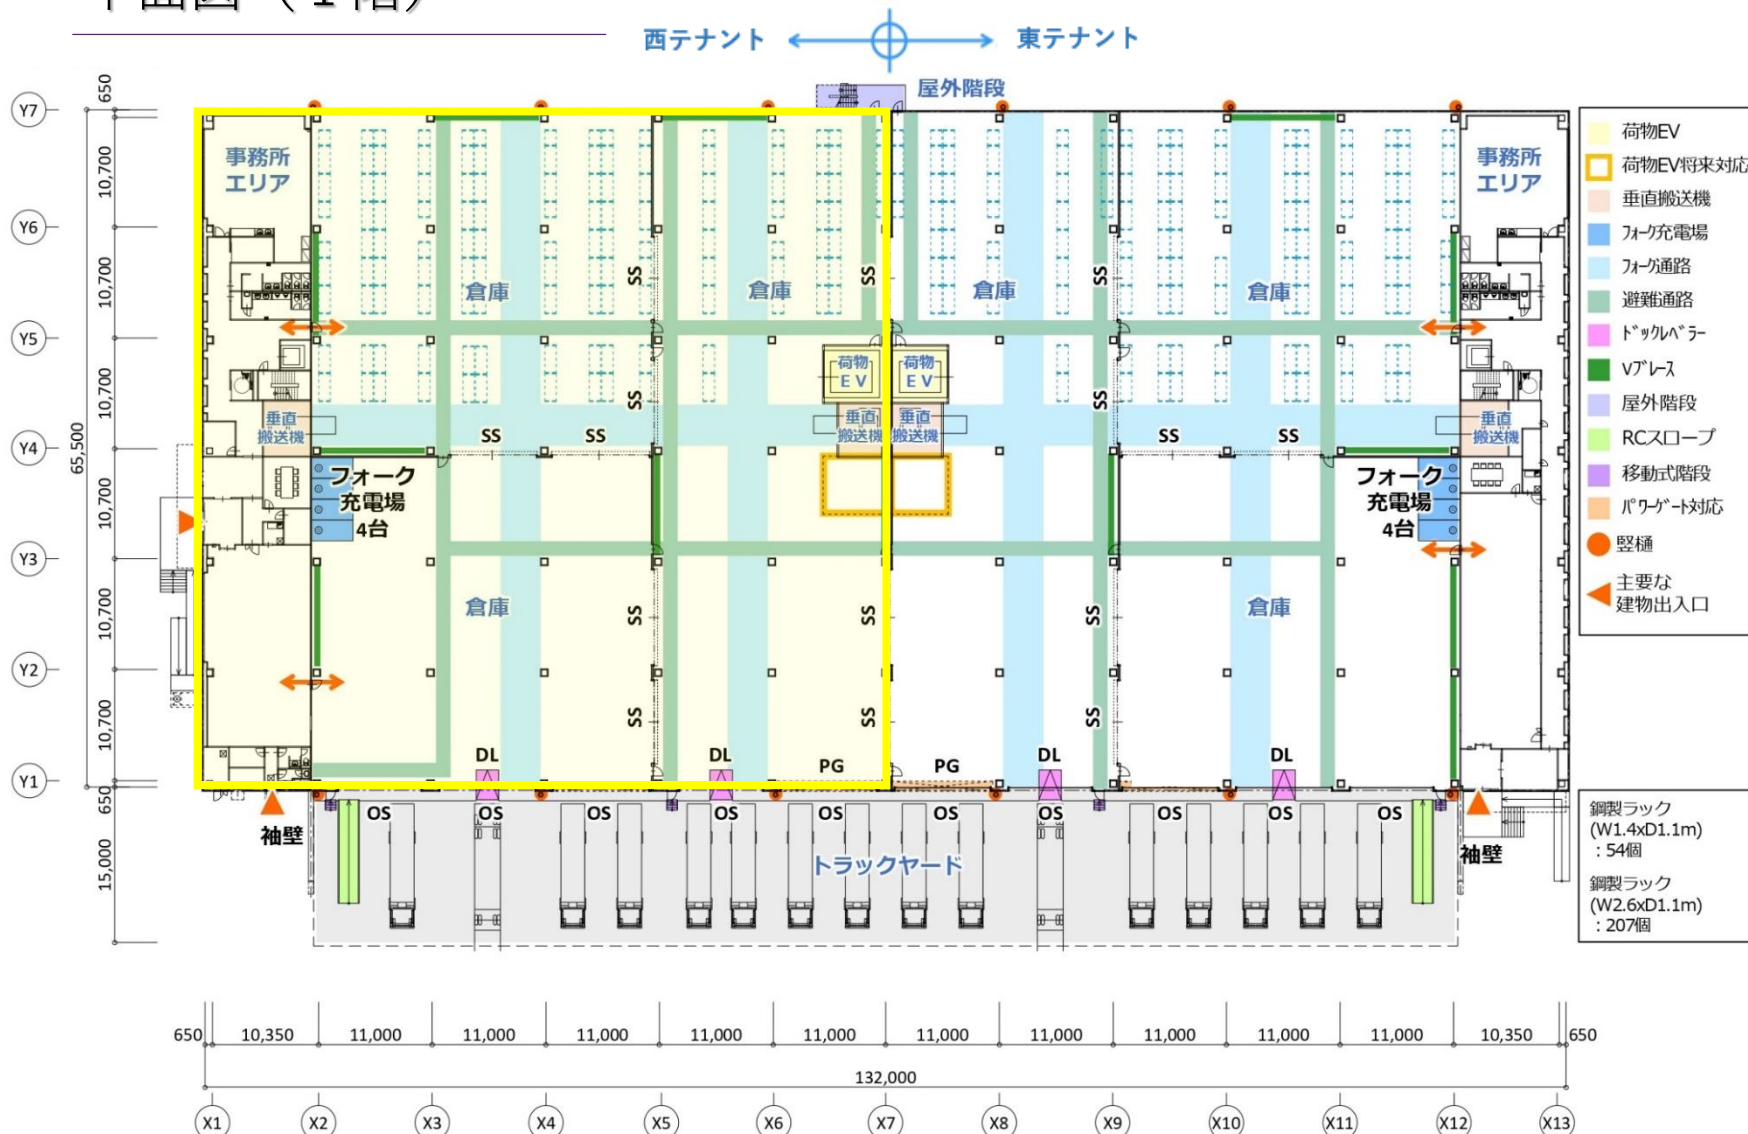 平面図（1階）
西テナント
東テナント
屋外階段
650
Y7
10,700
Y6
10,700
Y5
10,700
Y4
65,500
10,700
Y3
10,700
Y2
10,700
Y1
650
15,000
事務所
エリア
事務所
エリア
倉庫
倉庫
倉庫
倉庫
SS
SS
SS
荷物
EV
荷物
EV
SS
SS
垂直
搬送機
垂直
搬送機
垂直
搬送機
垂直
搬送機
SS
SS
SS
SS
フォーク
充電場
4台
フォーク
充電場
4台
倉庫
倉庫
SS
SS
SS
SS
SS
SS
DL
DL
PG
PG
DL
DL
OS
OS
OS
OS
OS
OS
OS
OS
OS
OS
袖壁
袖壁
トラックヤード
荷物EV
荷物EV将来対応
垂直搬送機
フォーク充電場
フォーク通路
避難通路
ドックレベラー
Vブレース
屋外階段
RCスロープ
移動式階段
パワーゲート対応
竪樋
主要な
建物出入口
鋼製ラック
(W1.4xD1.1m)
：54個
鋼製ラック
(W2.6xD1.1m)
：207個
650
10,350
11,000
11,000
11,000
11,000
11,000
11,000
11,000
11,000
11,000
11,000
10,350
650
132,000
X1
X2
X3
X4
X5
X6
X7
X8
X9
X10
X11
X12
X13